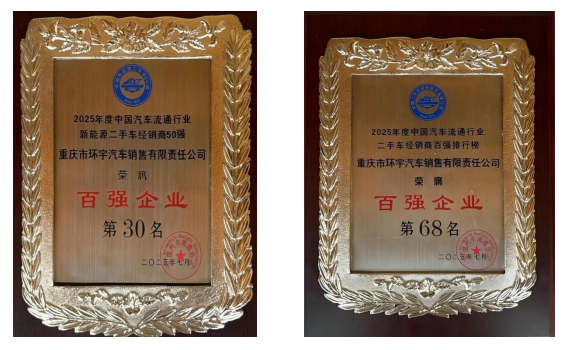 2025年度中国汽车流通行业
新能源二手车经销商50强
重庆市环宇汽车销售有限责任公司
荣膺
百强企业
第30名
二〇二五年七月
2025年度中国汽车流通行业
二手车经销商百强排行榜
重庆市环宇汽车销售有限责任公司
荣膺
百强企业
第68名
二〇二五年七月